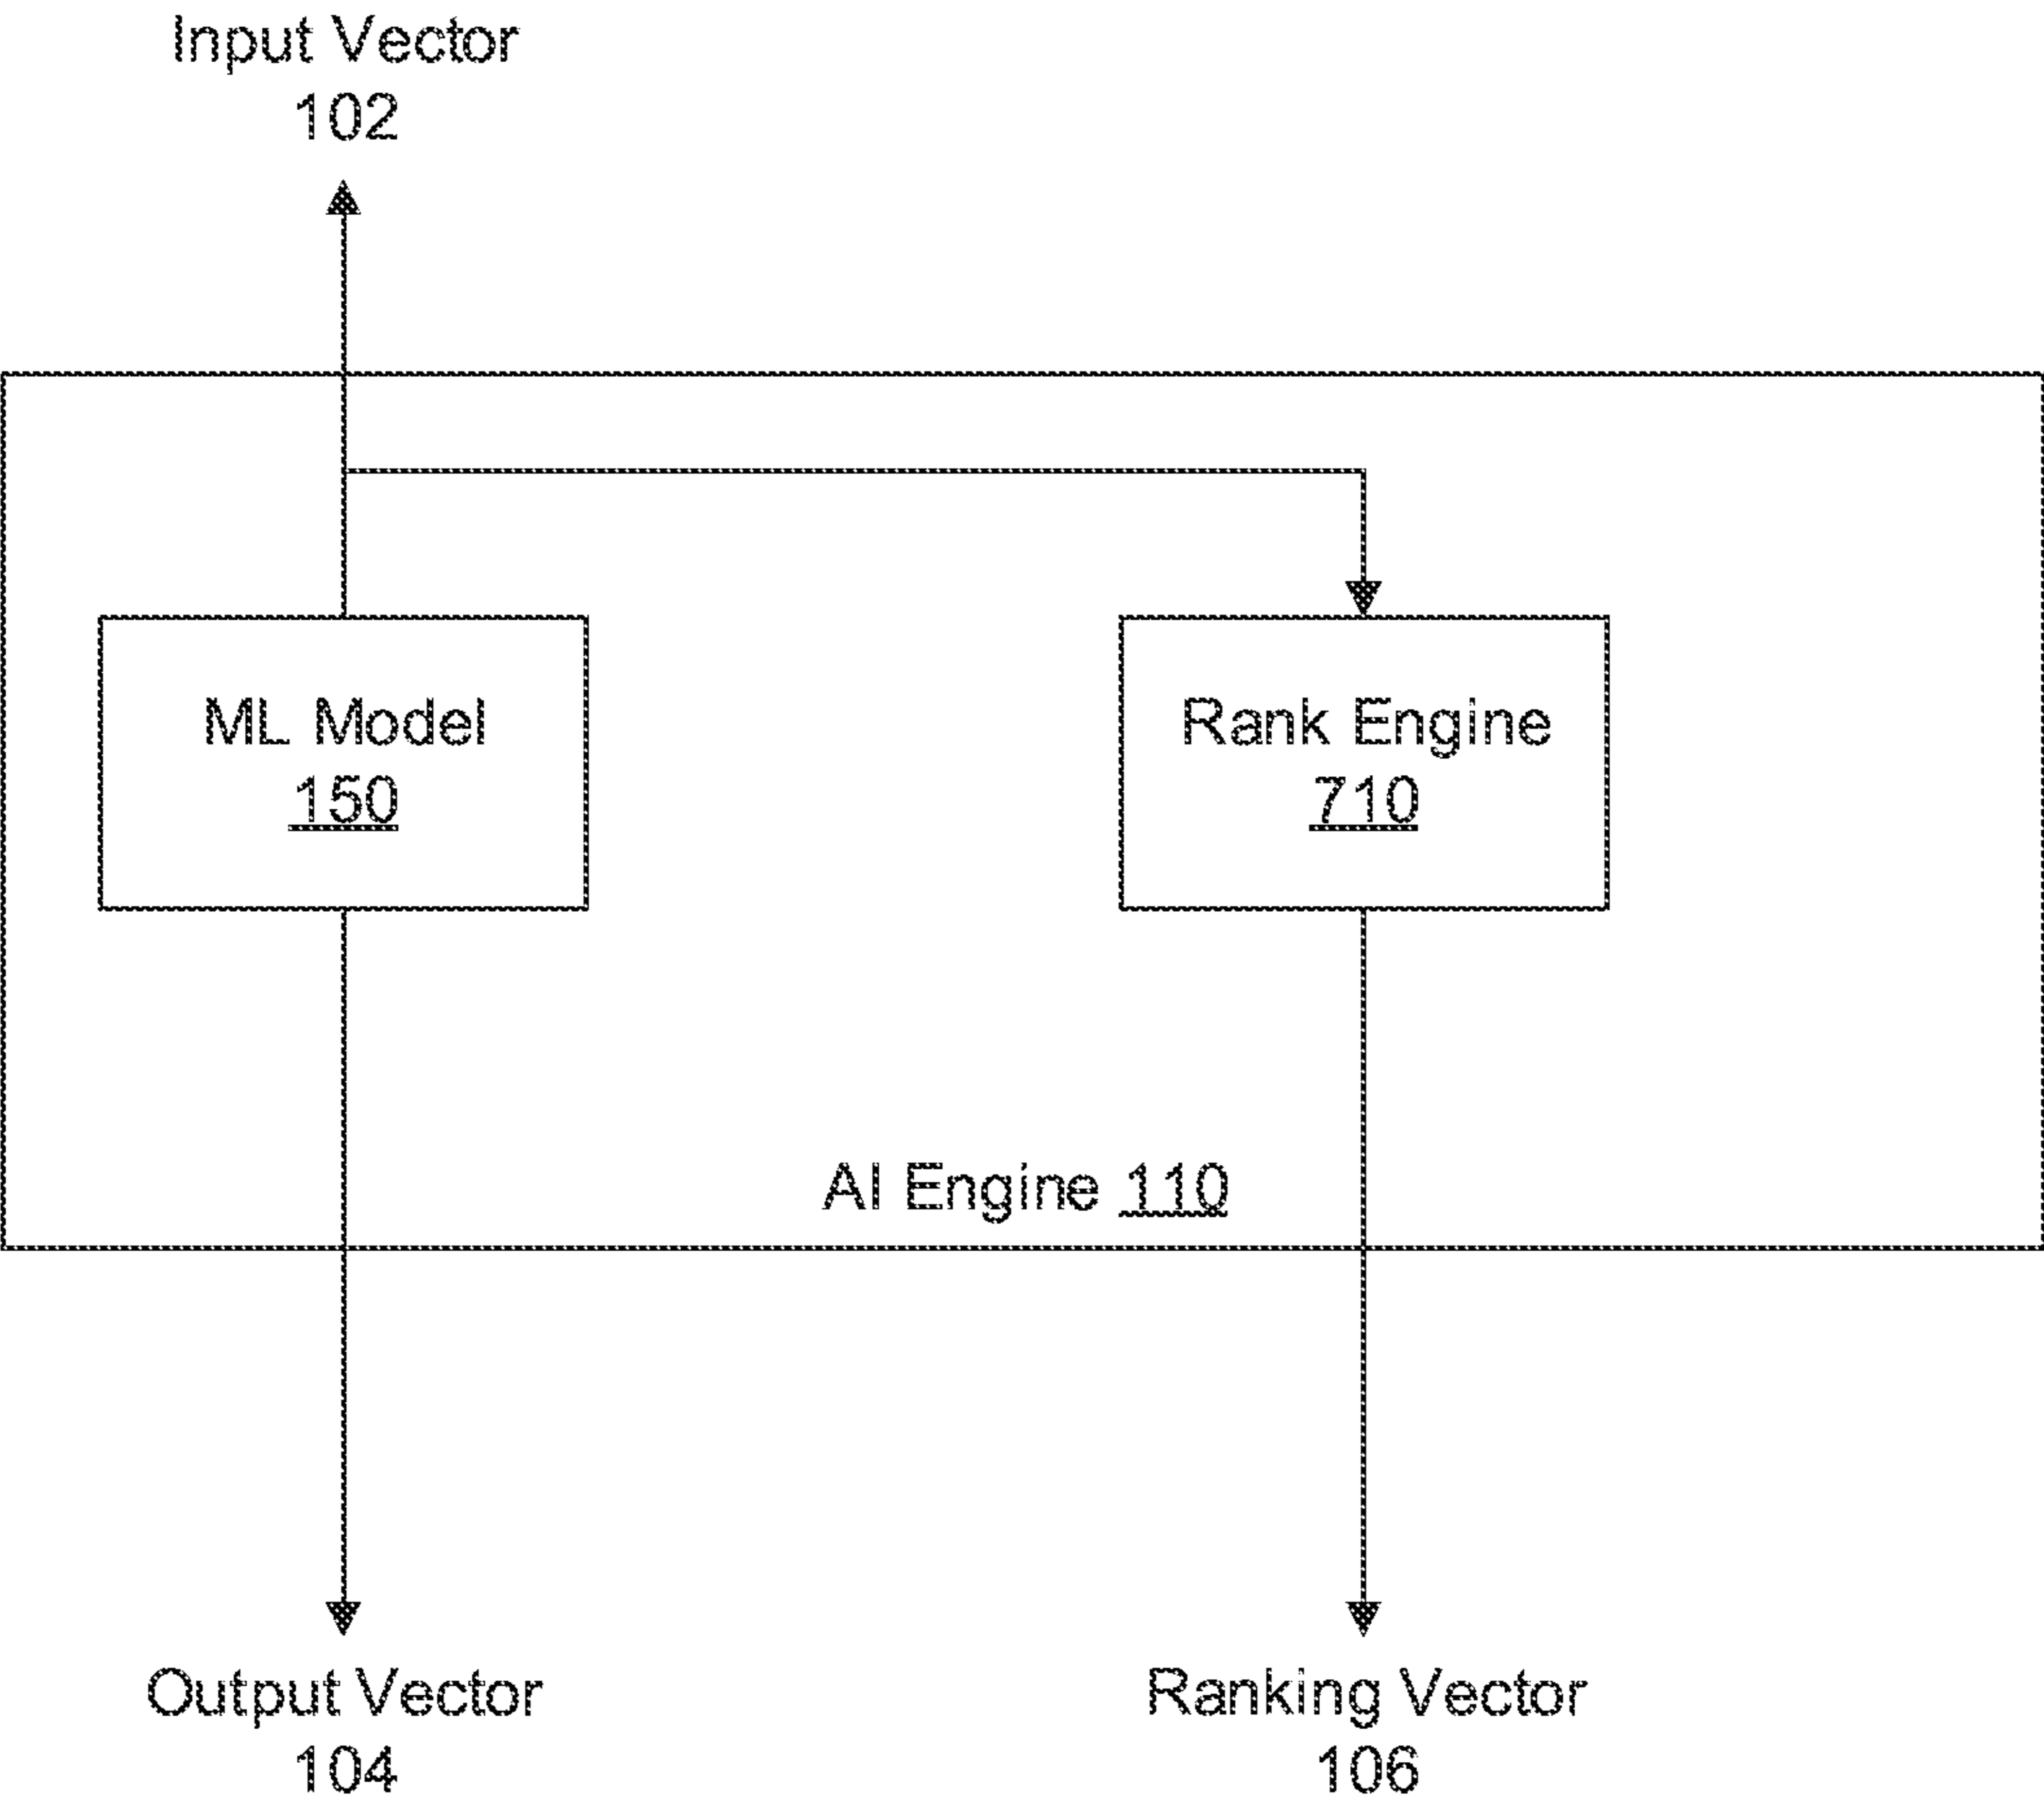 Input Vector
102
ML Model
150
Rank Engine
710
AI Engine 110
Output Vector
104
Ranking Vector
106